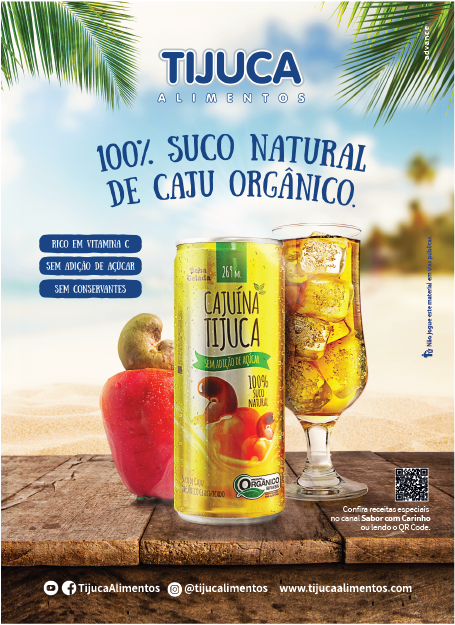 advance
TIJUCA
ALIMENTOS
100% SUCO NATURAL
DE CAJU ORGÂNICO.
RICO EM VITAMINA C
SEM ADIÇÃO DE AÇÚCAR
SEM CONSERVANTES
Beba
Gelada
269 ML
CAJUÍNA
TIJUCA
SEM ADIÇÃO DE AÇÚCAR
100%
SUCO
NATURAL
ORGÂNICO
BRASIL
Não jogue este material em vias públicas.
Confira receitas especiais
no canal Sabor com Carinho
ou lendo o QR Code.
TijucaAlimentos @tijucalimentos www.tijucaalimentos.com